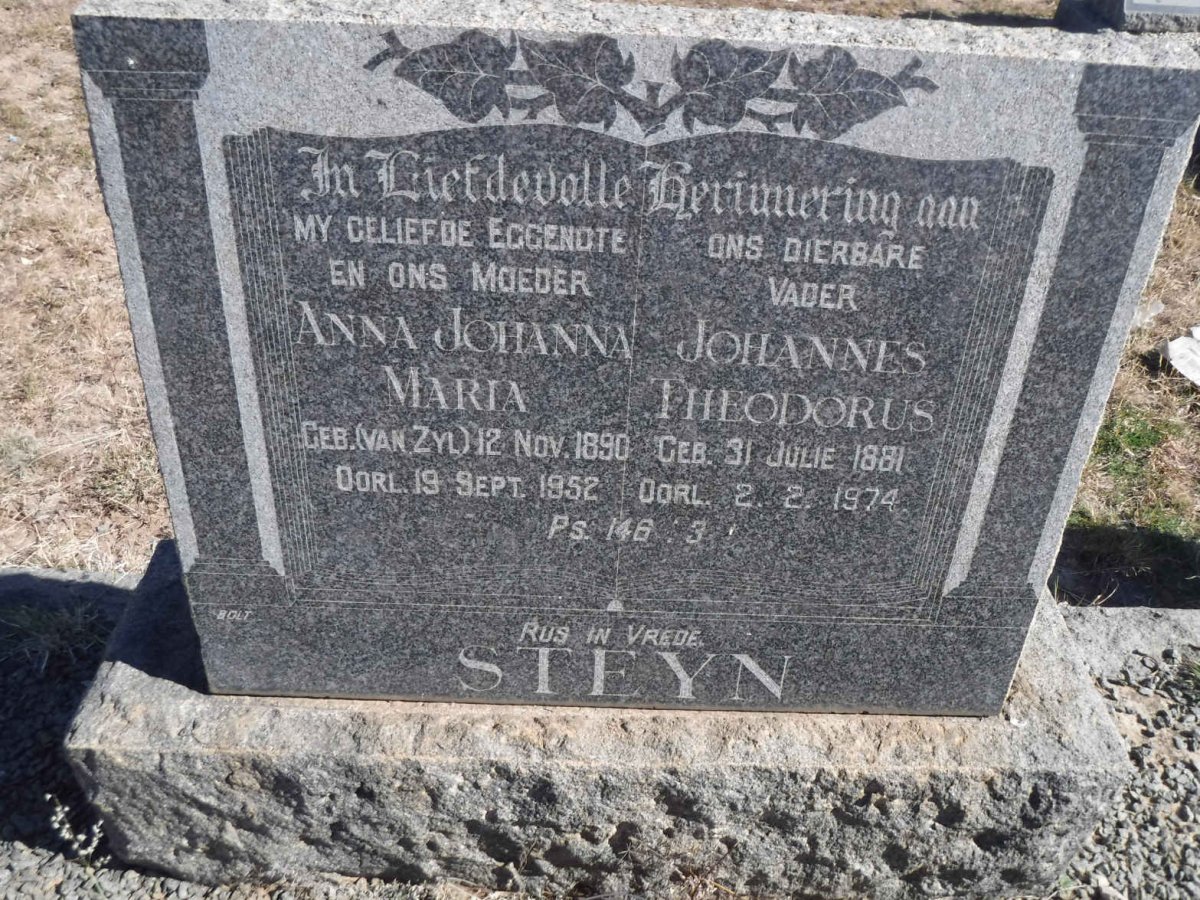 In Liefdevolle Herinnering aan
MY GELIEFDE EGGENOTE
EN ONS MOEDER
ANNA JOHANNA
MARIA
GEB. (VAN ZYL) 12 NOV. 1890
OORL. 19 SEPT. 1952
ONS DIERBARE
VADER
JOHANNES
THEODORUS
GEB. 31 JULIE 1881
OORL. 2. 2. 1974.
PS. 146 : 3
BOLT
RUS IN VREDE.
STEYN